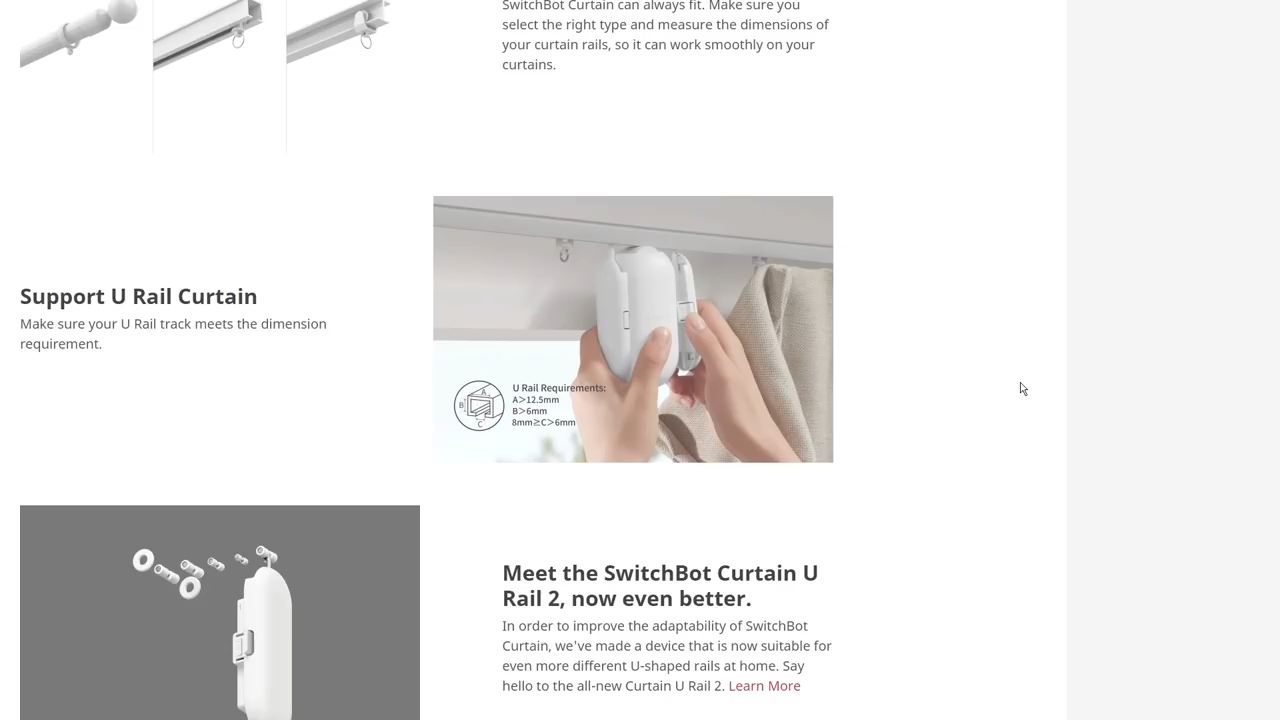 SwitchBot Curtain can always fit. Make sure you
select the right type and measure the dimensions of
your curtain rails, so it can work smoothly on your
curtains.
Support U Rail Curtain
Make sure your U Rail track meets the dimension
requirement.
A
B
C
U Rail Requirements:
A>12.5mm
B>6mm
8mm≥C>6mm
Meet the SwitchBot Curtain U
Rail 2, now even better.
In order to improve the adaptability of SwitchBot
Curtain, we've made a device that is now suitable for
even more different U-shaped rails at home. Say
hello to the all-new Curtain U Rail 2. Learn More